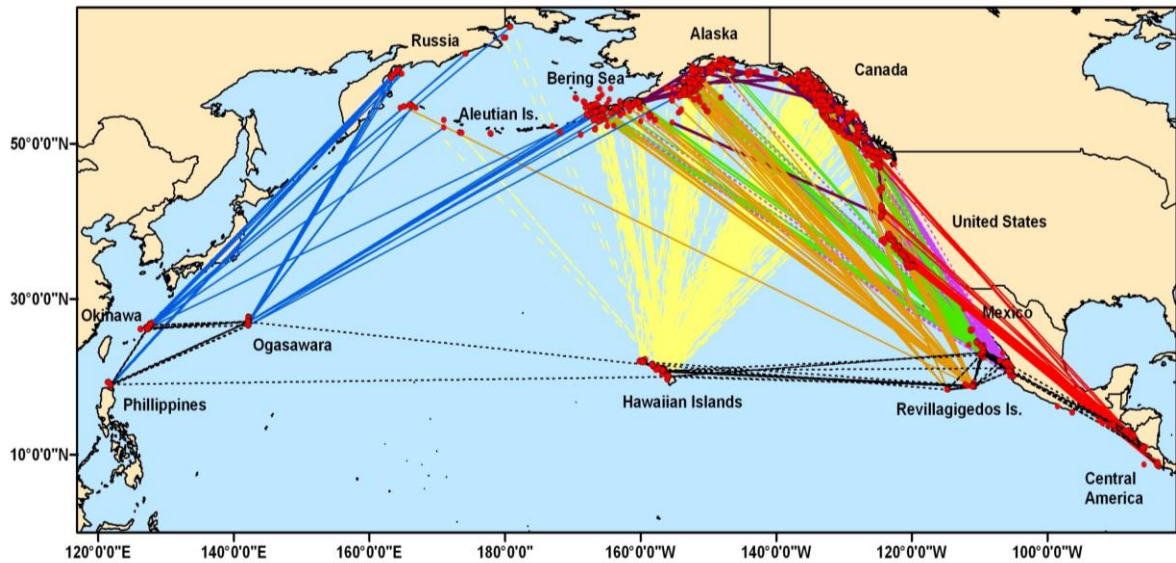 Russia
Alaska
Bering Sea
Canada
Aleutian Is.
50°0'0"N
United States
30°0'0"N
Okinawa
Ogasawara
Mexico
Phillippines
Hawaiian Islands
Revillagigedos Is.
10°0'0"N
Central
America
120°0'0"E
140°0'0"E
160°0'0"E
180°0'0"
160°0'0"W
140°0'0"W
120°0'0"W
100°0'0"W